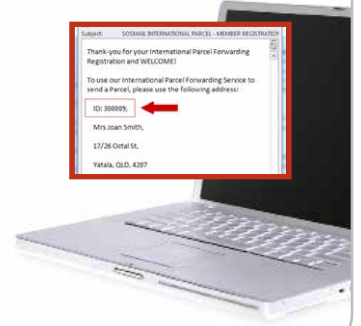 Subject: SOSMAIL INTERNATIONAL PARCEL - MEMBER REGISTRATION
Thank-you for your International Parcel Forwarding
Registration and WELCOME!
To use our International Parcel Forwarding Service to
send a Parcel, please use the following address:
ID: 300009,
Mrs Joan Smith,
17/26 Octal St,
Yatala, QLD, 4207